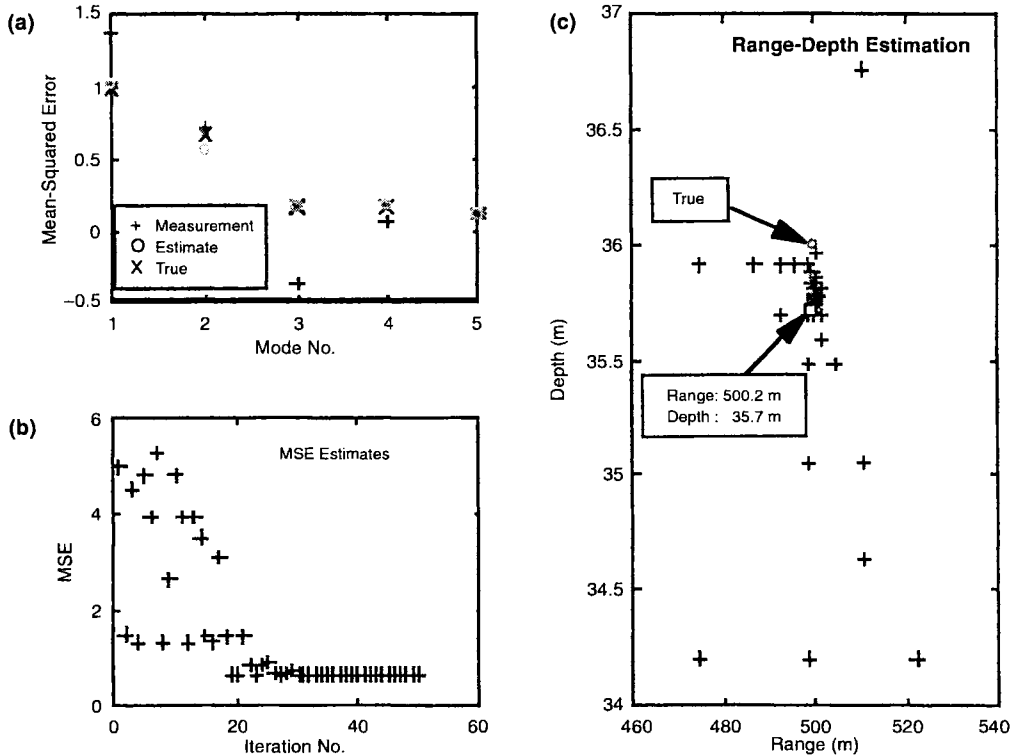 (a)
1.5
1
0.5
0
−0.5
Mean-Squared Error
+ Measurement
O Estimate
X True
1 2 3 4 5
Mode No.
(b)
6
4
2
0
MSE
MSE Estimates
0 20 40 60
Iteration No.
(c)
37
36.5
36
35.5
35
34.5
34
Depth (m)
Range-Depth Estimation
True
Range: 500.2 m
Depth : 35.7 m
460 480 500 520 540
Range (m)